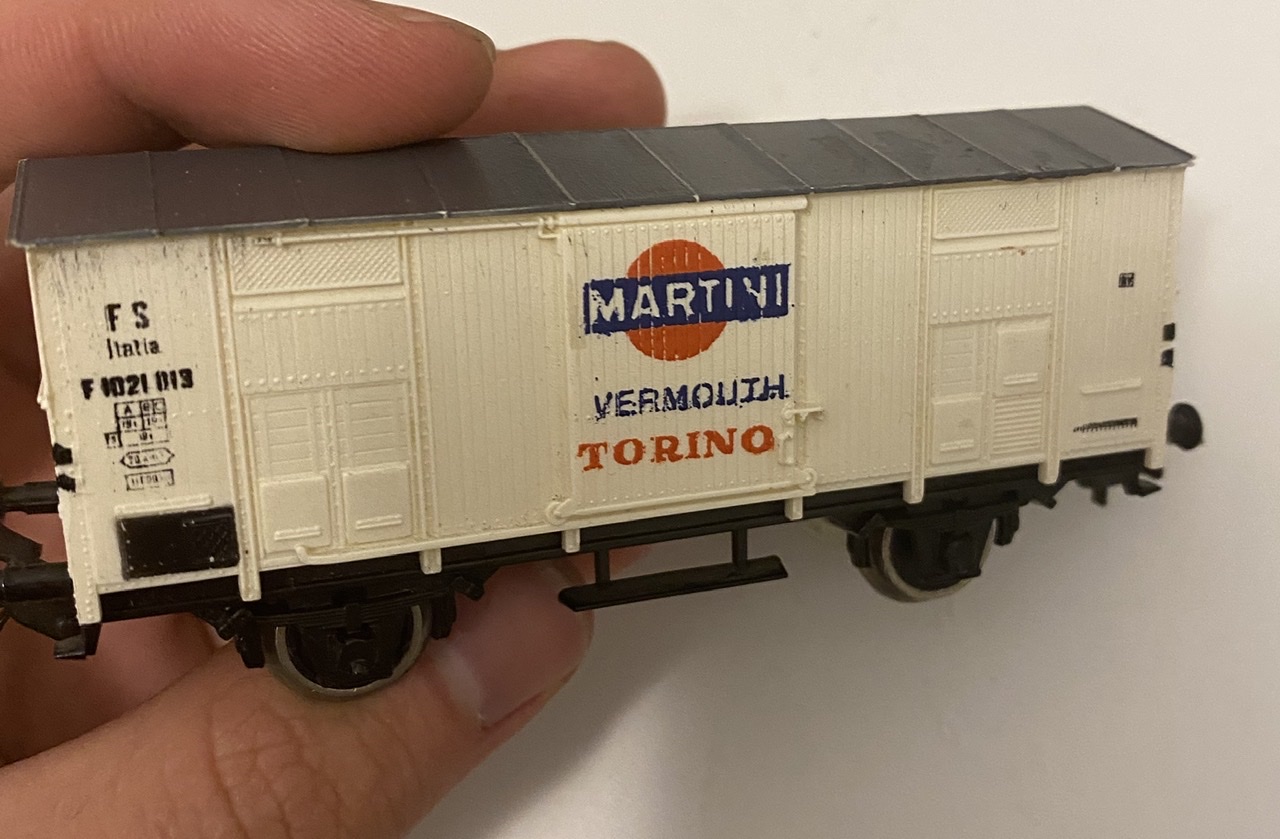 FS
Italia
F 1021 013
A B C
MARTINI
VERMOUTH
TORINO